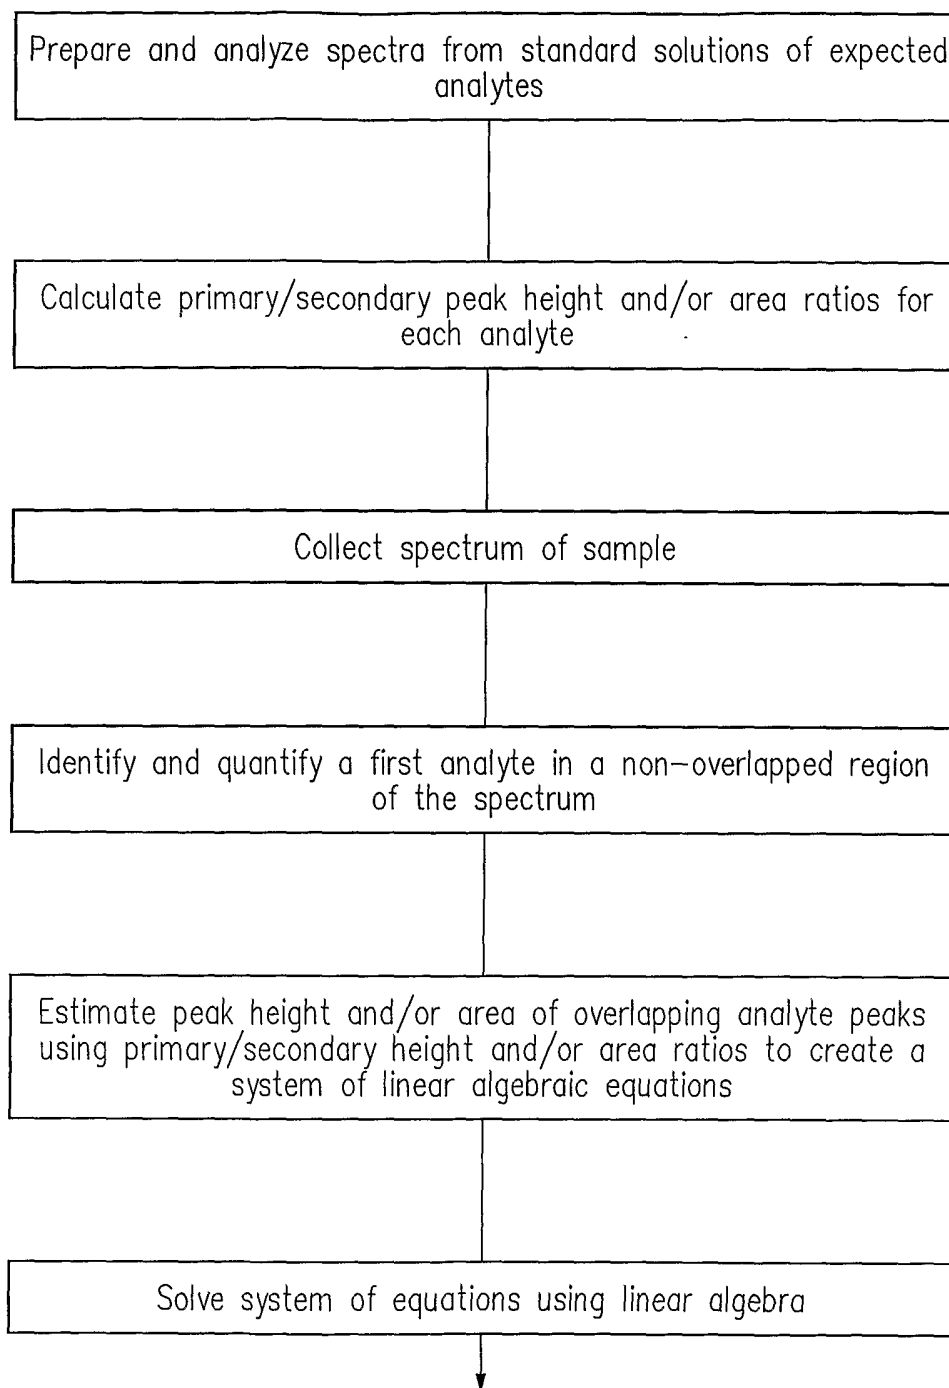 Prepare and analyze spectra from standard solutions of expected
analytes
Calculate primary/secondary peak height and/or area ratios for
each analyte
Collect spectrum of sample
Identify and quantify a first analyte in a non-overlapped region
of the spectrum
Estimate peak height and/or area of overlapping analyte peaks
using primary/secondary height and/or area ratios to create a
system of linear algebraic equations
Solve system of equations using linear algebra